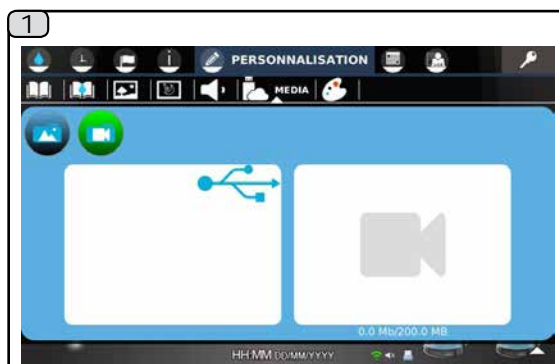 1
PERSONNALISATION
MEDIA
0.0 Mb/200.0 MB
HH:MM DD/MM/YYYY